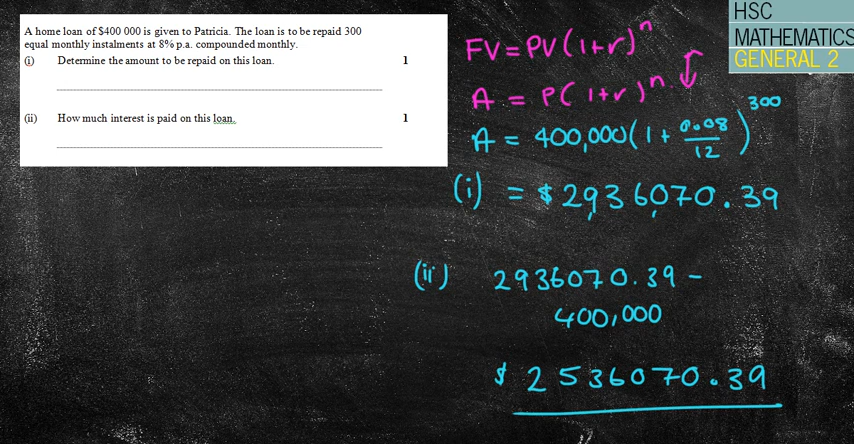 A home loan of $400 000 is given to Patricia. The loan is to be repaid 300
equal monthly instalments at 8% p.a. compounded monthly.
(i) Determine the amount to be repaid on this loan. 1
(ii) How much interest is paid on this loan. 1
HSC
MATHEMATICS
GENERAL 2
FV = PV(1+r)^n
A = P(1+r)^n
A = 400,000(1 + 0.08/12)^300
(i) = $2,936,070.39
(ii) 2936070.39 -
400,000
$ 2536070.39